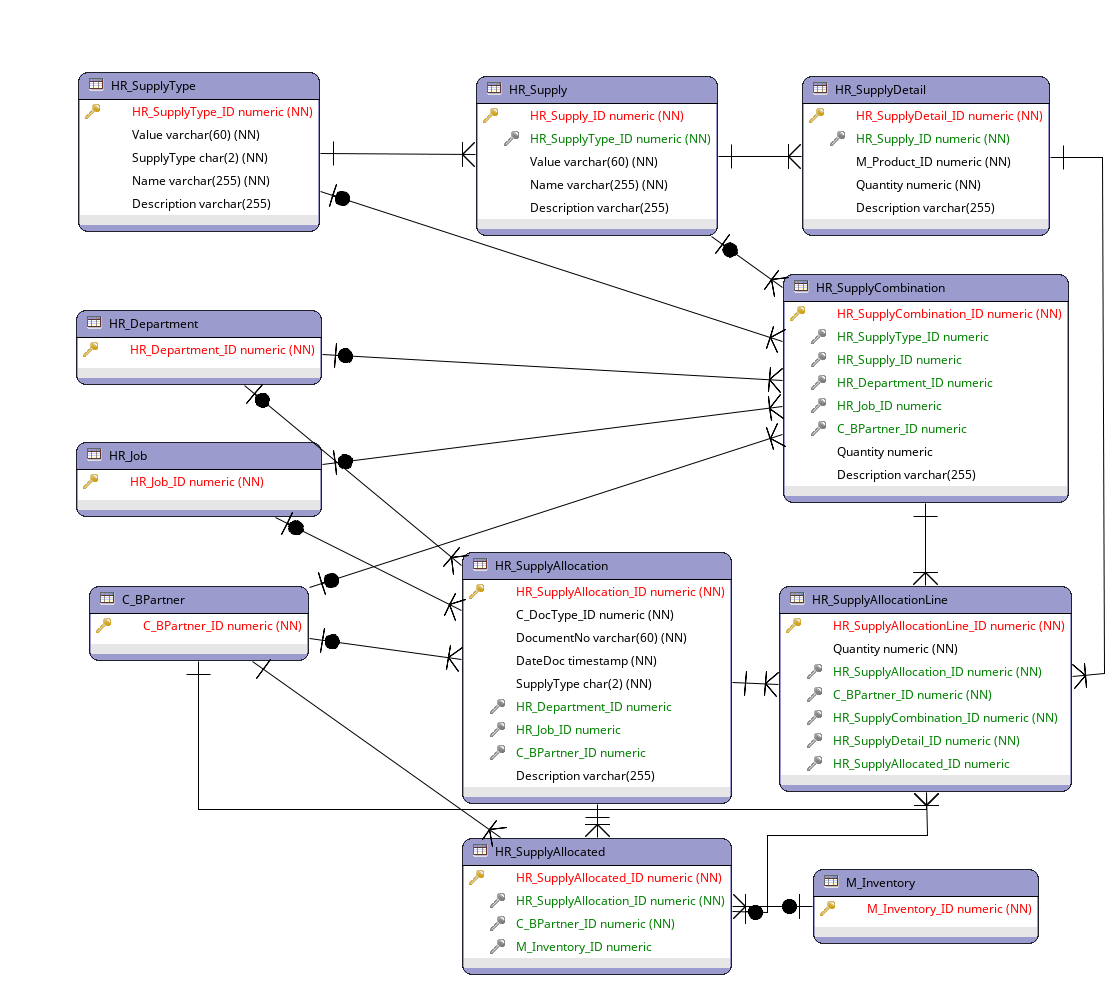 HR_SupplyType
HR_SupplyType_ID numeric (NN)
Value varchar(60) (NN)
SupplyType char(2) (NN)
Name varchar(255) (NN)
Description varchar(255)
HR_Supply
HR_Supply_ID numeric (NN)
HR_SupplyType_ID numeric (NN)
Value varchar(60) (NN)
Name varchar(255) (NN)
Description varchar(255)
HR_SupplyDetail
HR_SupplyDetail_ID numeric (NN)
HR_Supply_ID numeric (NN)
M_Product_ID numeric (NN)
Quantity numeric (NN)
Description varchar(255)
HR_SupplyCombination
HR_SupplyCombination_ID numeric (NN)
HR_SupplyType_ID numeric
HR_Supply_ID numeric
HR_Department_ID numeric
HR_Job_ID numeric
C_BPartner_ID numeric
Quantity numeric
Description varchar(255)
HR_Department
HR_Department_ID numeric (NN)
HR_Job
HR_Job_ID numeric (NN)
C_BPartner
C_BPartner_ID numeric (NN)
HR_SupplyAllocation
HR_SupplyAllocation_ID numeric (NN)
C_DocType_ID numeric (NN)
DocumentNo varchar(60) (NN)
DateDoc timestamp (NN)
SupplyType char(2) (NN)
HR_Department_ID numeric
HR_Job_ID numeric
C_BPartner_ID numeric
Description varchar(255)
HR_SupplyAllocationLine
HR_SupplyAllocationLine_ID numeric (NN)
Quantity numeric (NN)
HR_SupplyAllocation_ID numeric (NN)
C_BPartner_ID numeric (NN)
HR_SupplyCombination_ID numeric (NN)
HR_SupplyDetail_ID numeric (NN)
HR_SupplyAllocated_ID numeric
HR_SupplyAllocated
HR_SupplyAllocated_ID numeric (NN)
HR_SupplyAllocation_ID numeric (NN)
C_BPartner_ID numeric (NN)
M_Inventory_ID numeric
M_Inventory
M_Inventory_ID numeric (NN)